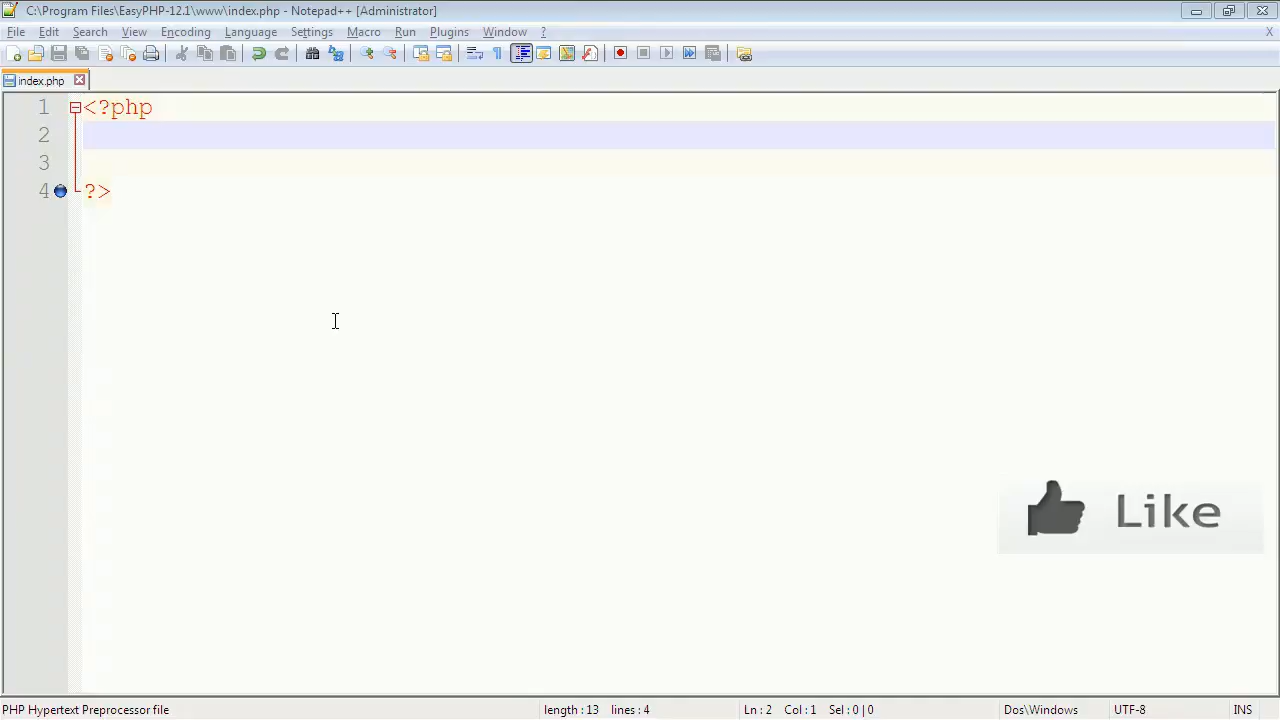 C:\Program Files\EasyPHP-12.1\www\index.php - Notepad++ [Administrator]
File Edit Search View Encoding Language Settings Macro Run Plugins Window ? X
index.php
1 <?php
2
3
4 ?>
Like
PHP Hypertext Preprocessor file length : 13 lines : 4 Ln : 2 Col : 1 Sel : 0 | 0 Dos\Windows UTF-8 INS